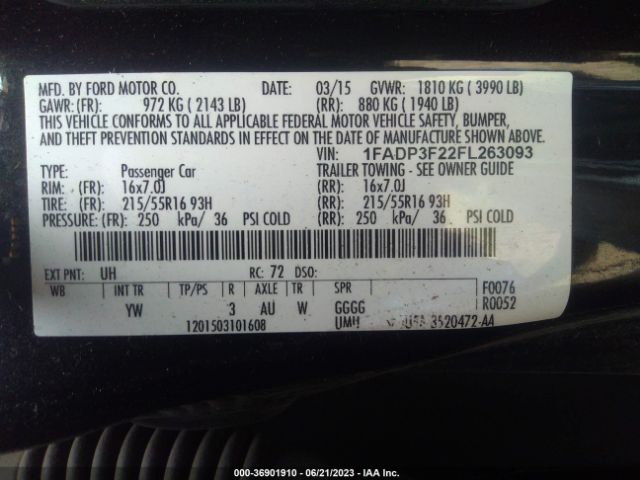 MFD. BY FORD MOTOR CO. DATE: 03/15 GVWR: 1810 KG ( 3990 LB)
GAWR: (FR): 972 KG ( 2143 LB) (RR): 880 KG ( 1940 LB)
THIS VEHICLE CONFORMS TO ALL APPLICABLE FEDERAL MOTOR VEHICLE SAFETY, BUMPER,
AND THEFT PREVENTION STANDARDS IN EFFECT ON THE DATE OF MANUFACTURE SHOWN ABOVE.
VIN: 1FADP3F22FL263093
TYPE: Passenger Car TRAILER TOWING - SEE OWNER GUIDE
RIM: (FR): 16x7.0J (RR): 16x7.0J
TIRE: (FR): 215/55R16 93H (RR): 215/55R16 93H
PRESSURE: (FR): 250 kPa/ 36 PSI COLD (RR): 250 kPa/ 36 PSI COLD
EXT PNT: UH RC: 72 DSO:
WB INT TR TP/PS R AXLE TR SPR F0076
YW 3 AU W GGGG R0052
1201503101608 UMH 3520472-AA
000-36901910 - 06/21/2023 - IAA Inc.